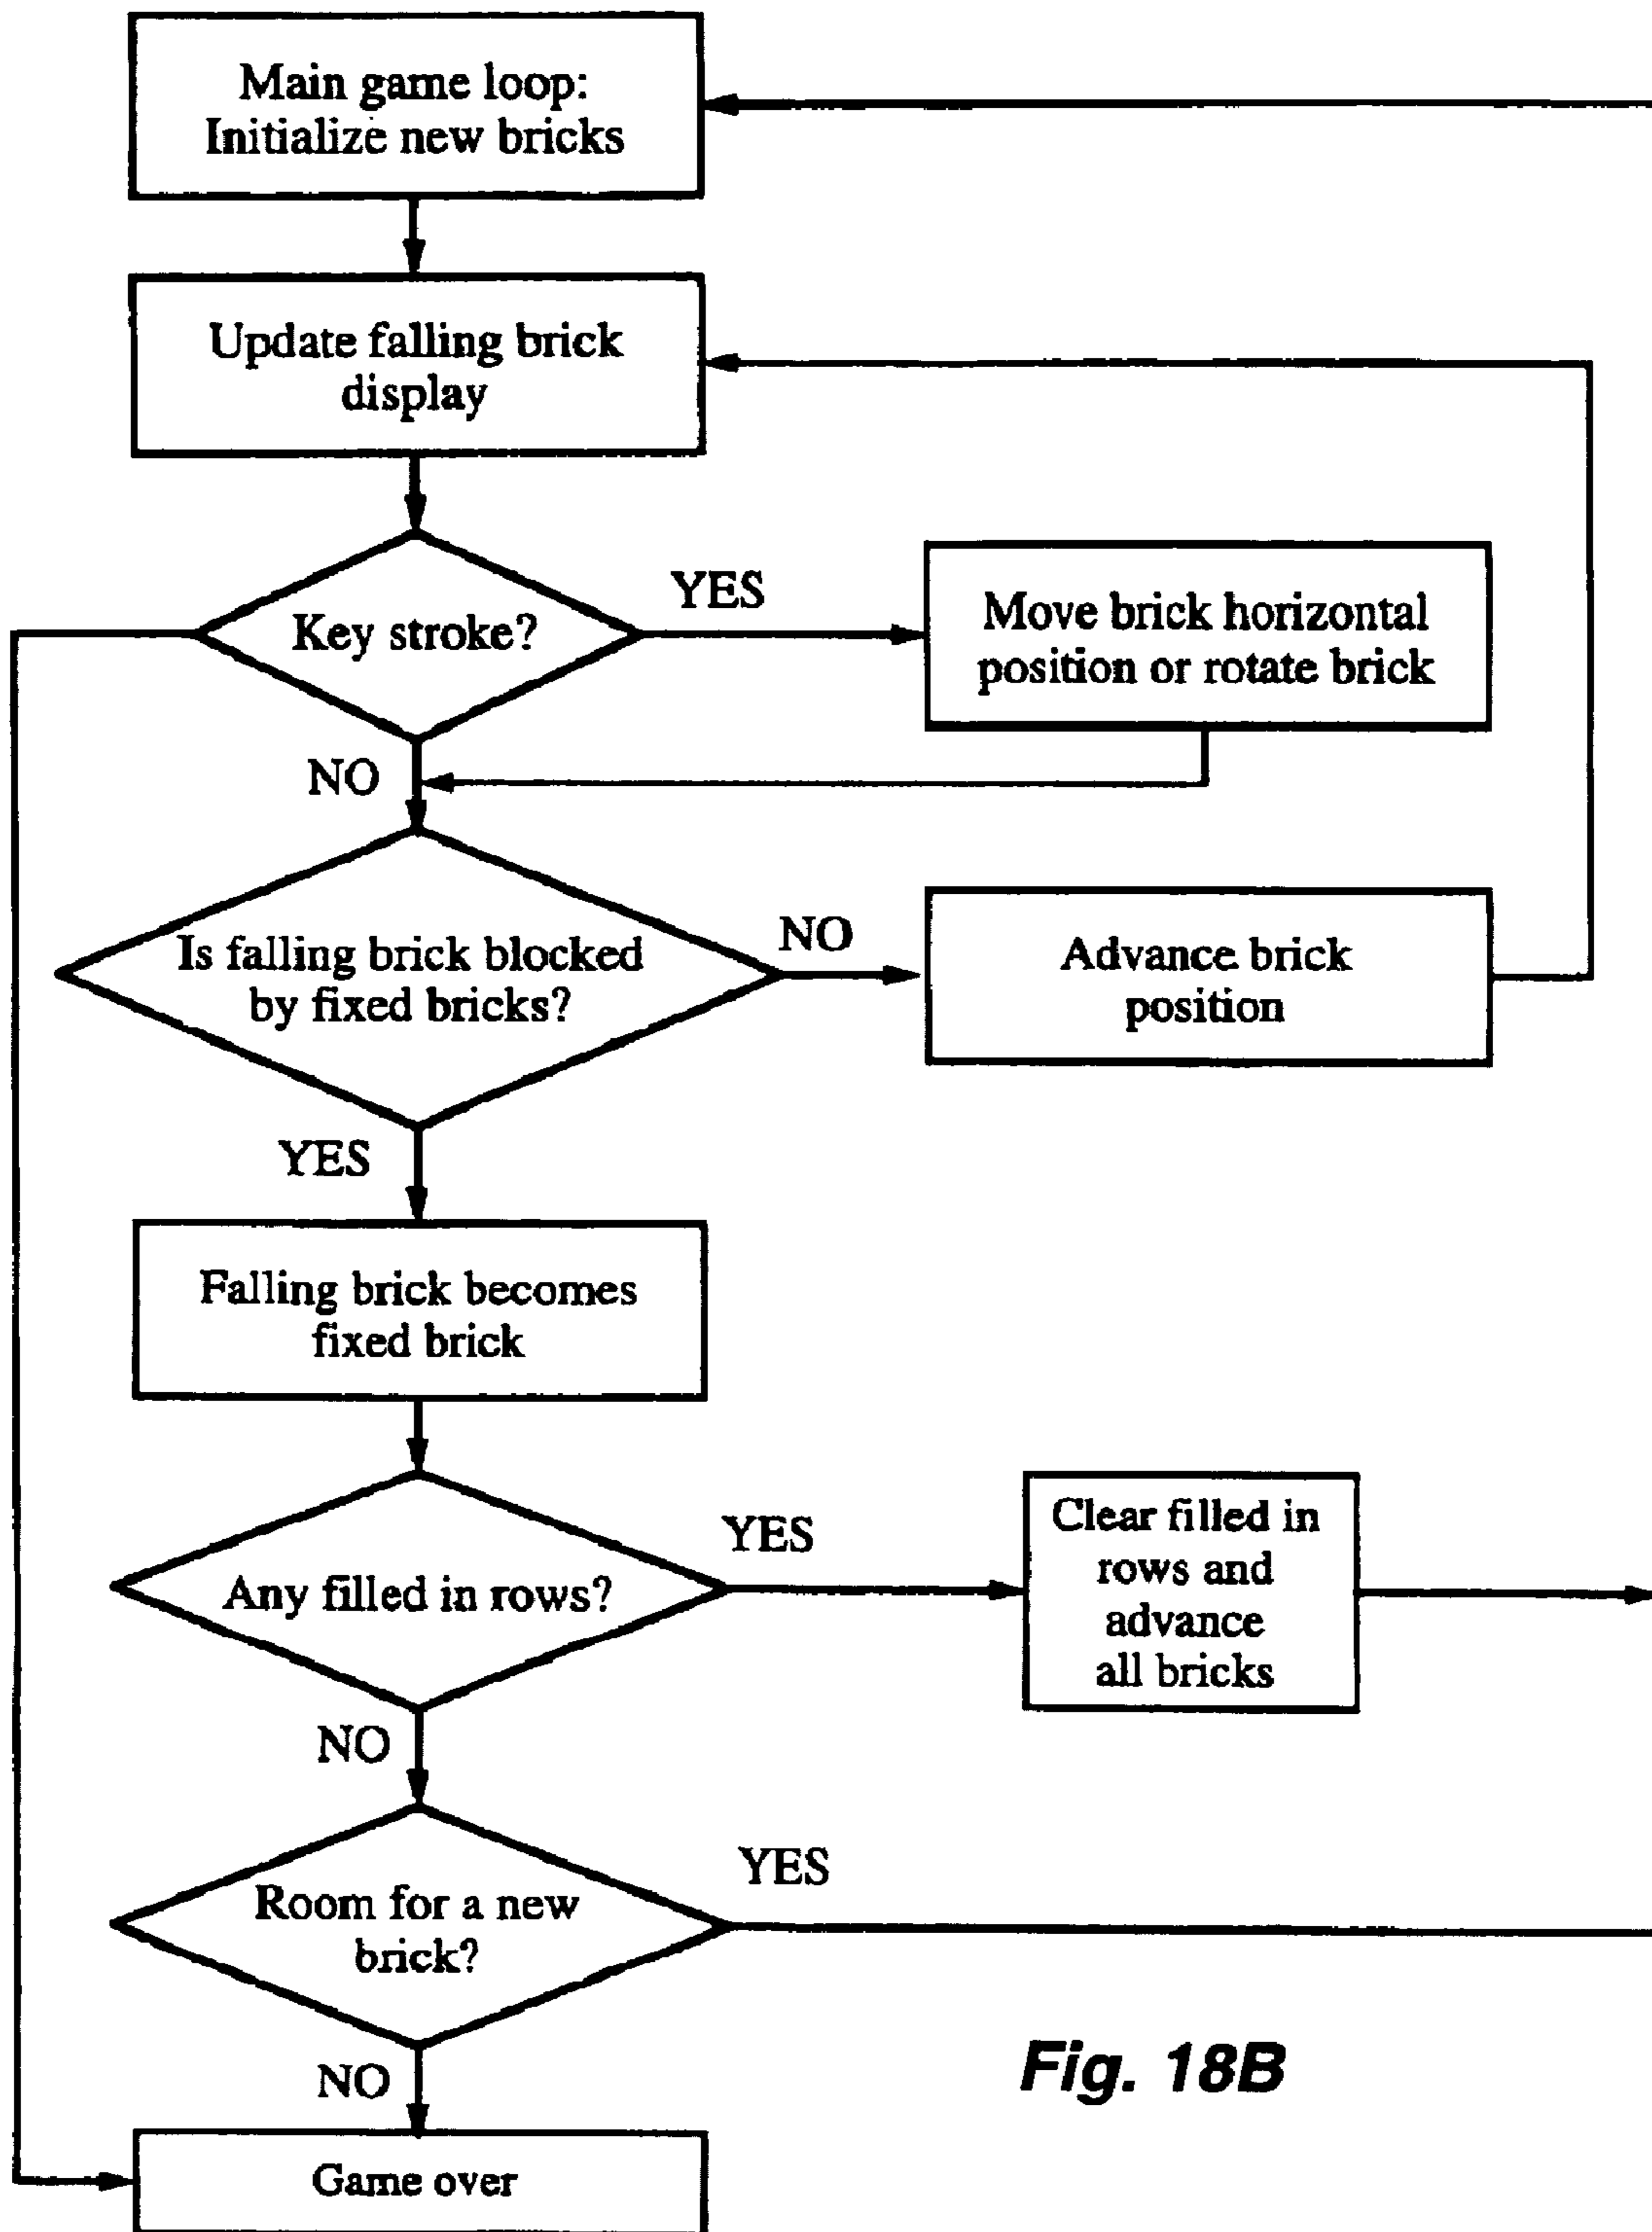 Main game loop:
Initialize new bricks
Update falling brick
display
Key stroke?
YES
Move brick horizontal
position or rotate brick
NO
Is falling brick blocked
by fixed bricks?
NO
Advance brick
position
YES
Falling brick becomes
fixed brick
Any filled in rows?
YES
Clear filled in
rows and
advance
all bricks
NO
Room for a new
brick?
YES
NO
Game over
Fig. 18B